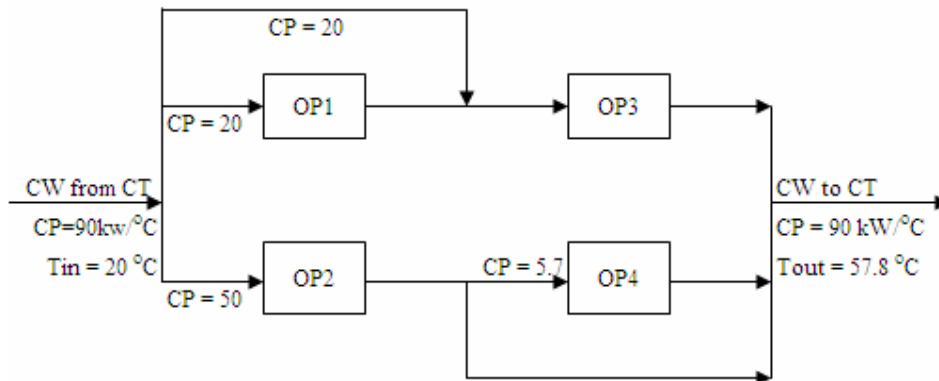 CP = 20
OP1
OP3
CP = 20
CW from CT
CW to CT
CP=90kw/°C
CP = 90 kW/°C
Tin = 20 °C
Tout = 57.8 °C
OP2
CP = 5.7
OP4
CP = 50